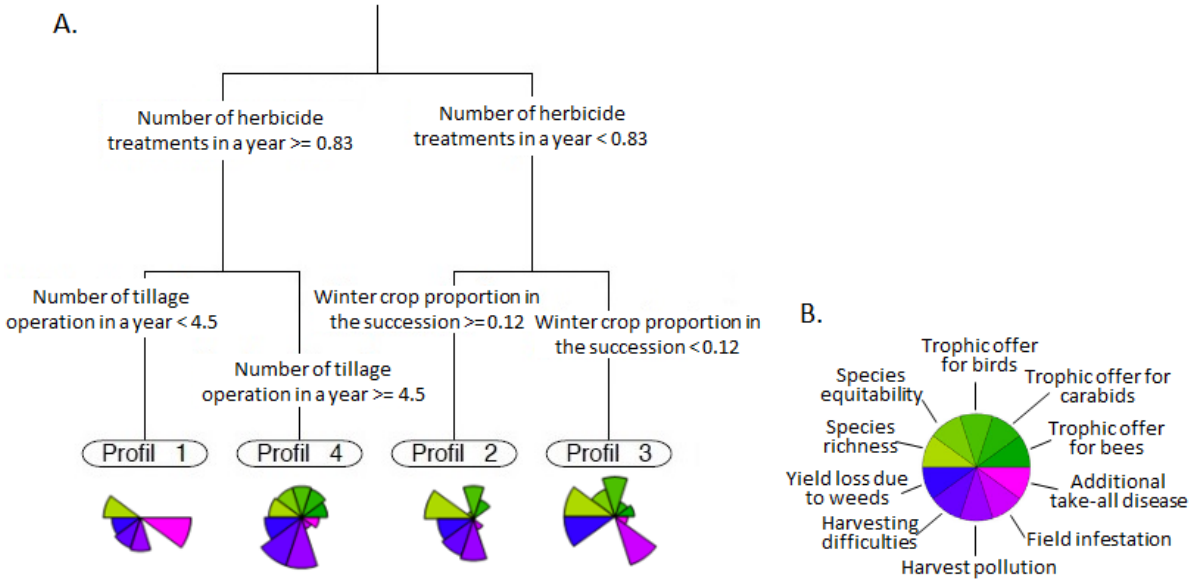 A.
Number of herbicide
treatments in a year >= 0.83
Number of herbicide
treatments in a year < 0.83
Number of tillage
operation in a year < 4.5
Number of tillage
operation in a year >= 4.5
Winter crop proportion in
the succession >= 0.12
Winter crop proportion in
the succession < 0.12
Profil 1
Profil 4
Profil 2
Profil 3
B.
Trophic offer
for birds
Trophic offer for
carabids
Trophic offer
for bees
Additional
take-all disease
Field infestation
Harvest pollution
Harvesting
difficulties
Yield loss due
to weeds
Species
richness
Species
equitability